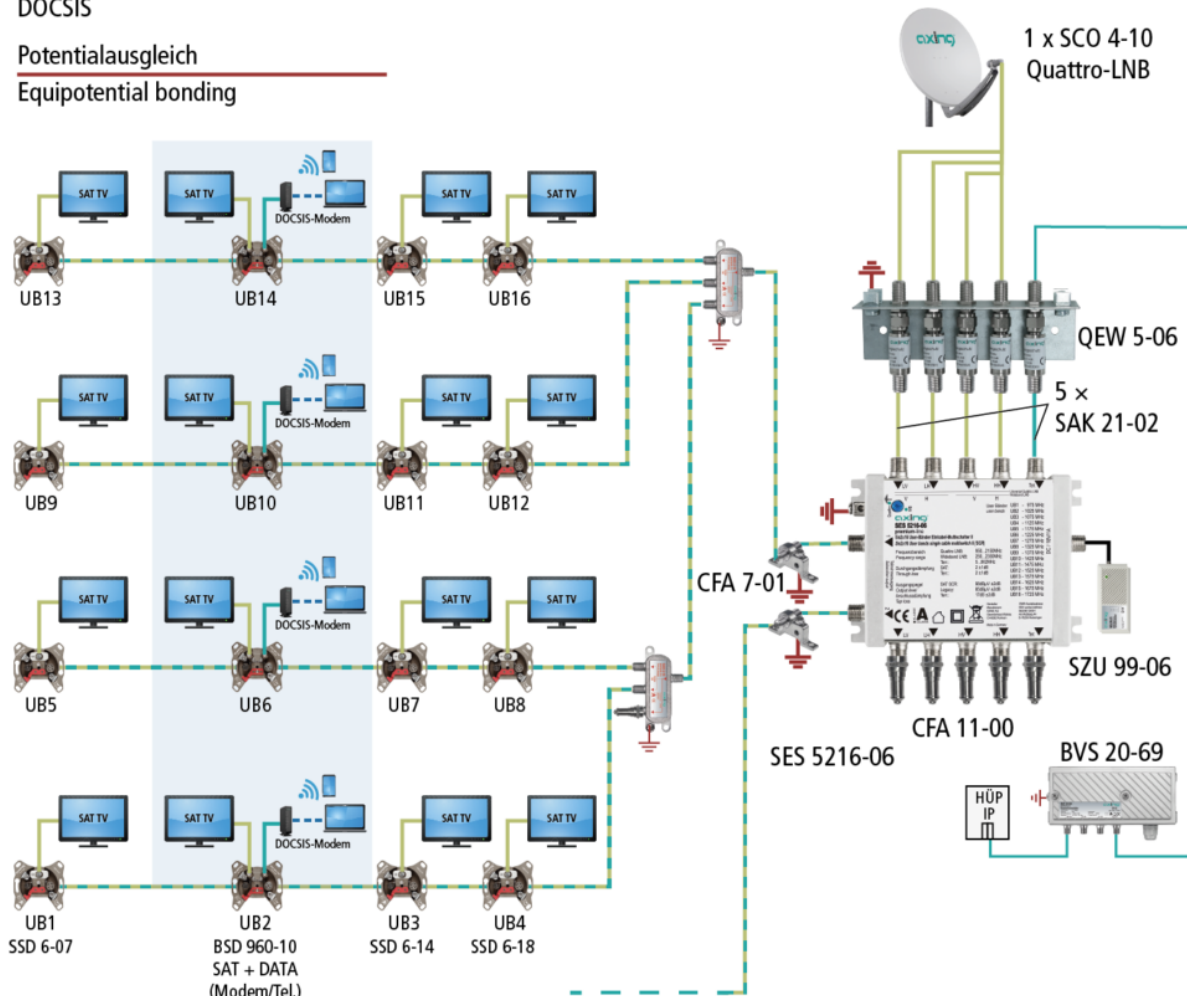 DOCSIS
Potentialausgleich
Equipotential bonding
axing
1 x SCO 4-10
Quattro-LNB
SAT TV
SAT TV
DOCSIS-Modem
SAT TV
SAT TV
UB13
UB14
UB15
UB16
QEW 5-06
5 ×
SAK 21-02
SAT TV
SAT TV
DOCSIS-Modem
SAT TV
SAT TV
UB9
UB10
UB11
UB12
axing
SES 5216-06
CFA 7-01
SZU 99-06
CFA 11-00
SAT TV
SAT TV
DOCSIS-Modem
SAT TV
SAT TV
UB5
UB6
UB7
UB8
SES 5216-06
BVS 20-69
HÜP
IP
SAT TV
SAT TV
DOCSIS-Modem
SAT TV
SAT TV
UB1
SSD 6-07
UB2
BSD 960-10
SAT + DATA
(Modem/Tel.)
UB3
SSD 6-14
UB4
SSD 6-18